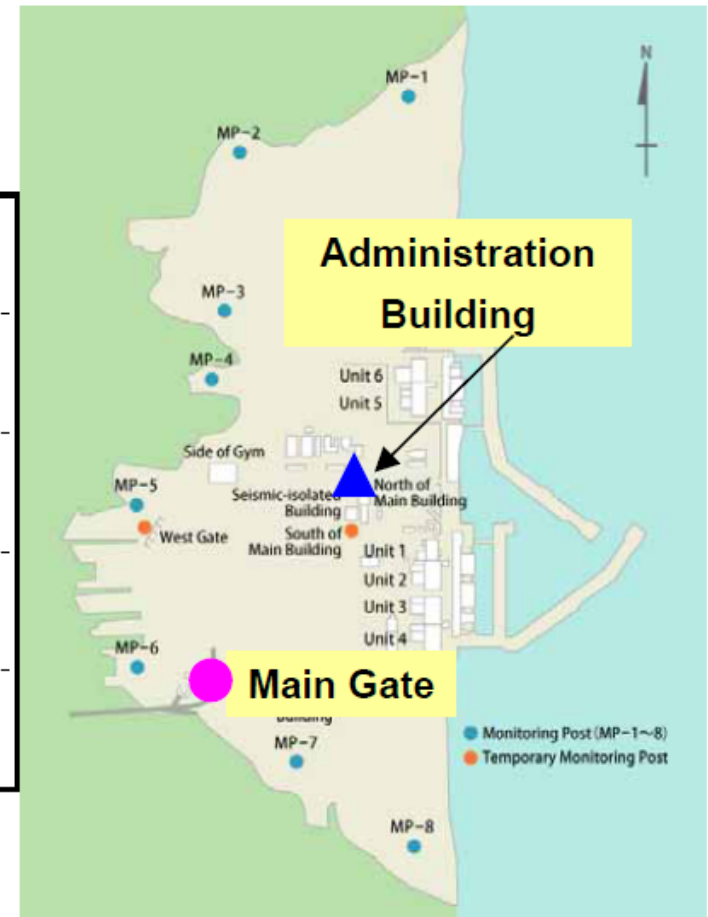 MP-1
N
MP-2
Administration
Building
MP-3
MP-4
Unit 6
Unit 5
Side of Gym
MP-5
Seismic-isolated
Building
North of
Main Building
West Gate
South of
Main Building
Unit 1
Unit 2
Unit 3
Unit 4
MP-6
Main Gate
Building
MP-7
Monitoring Post (MP-1~8)
Temporary Monitoring Post
MP-8